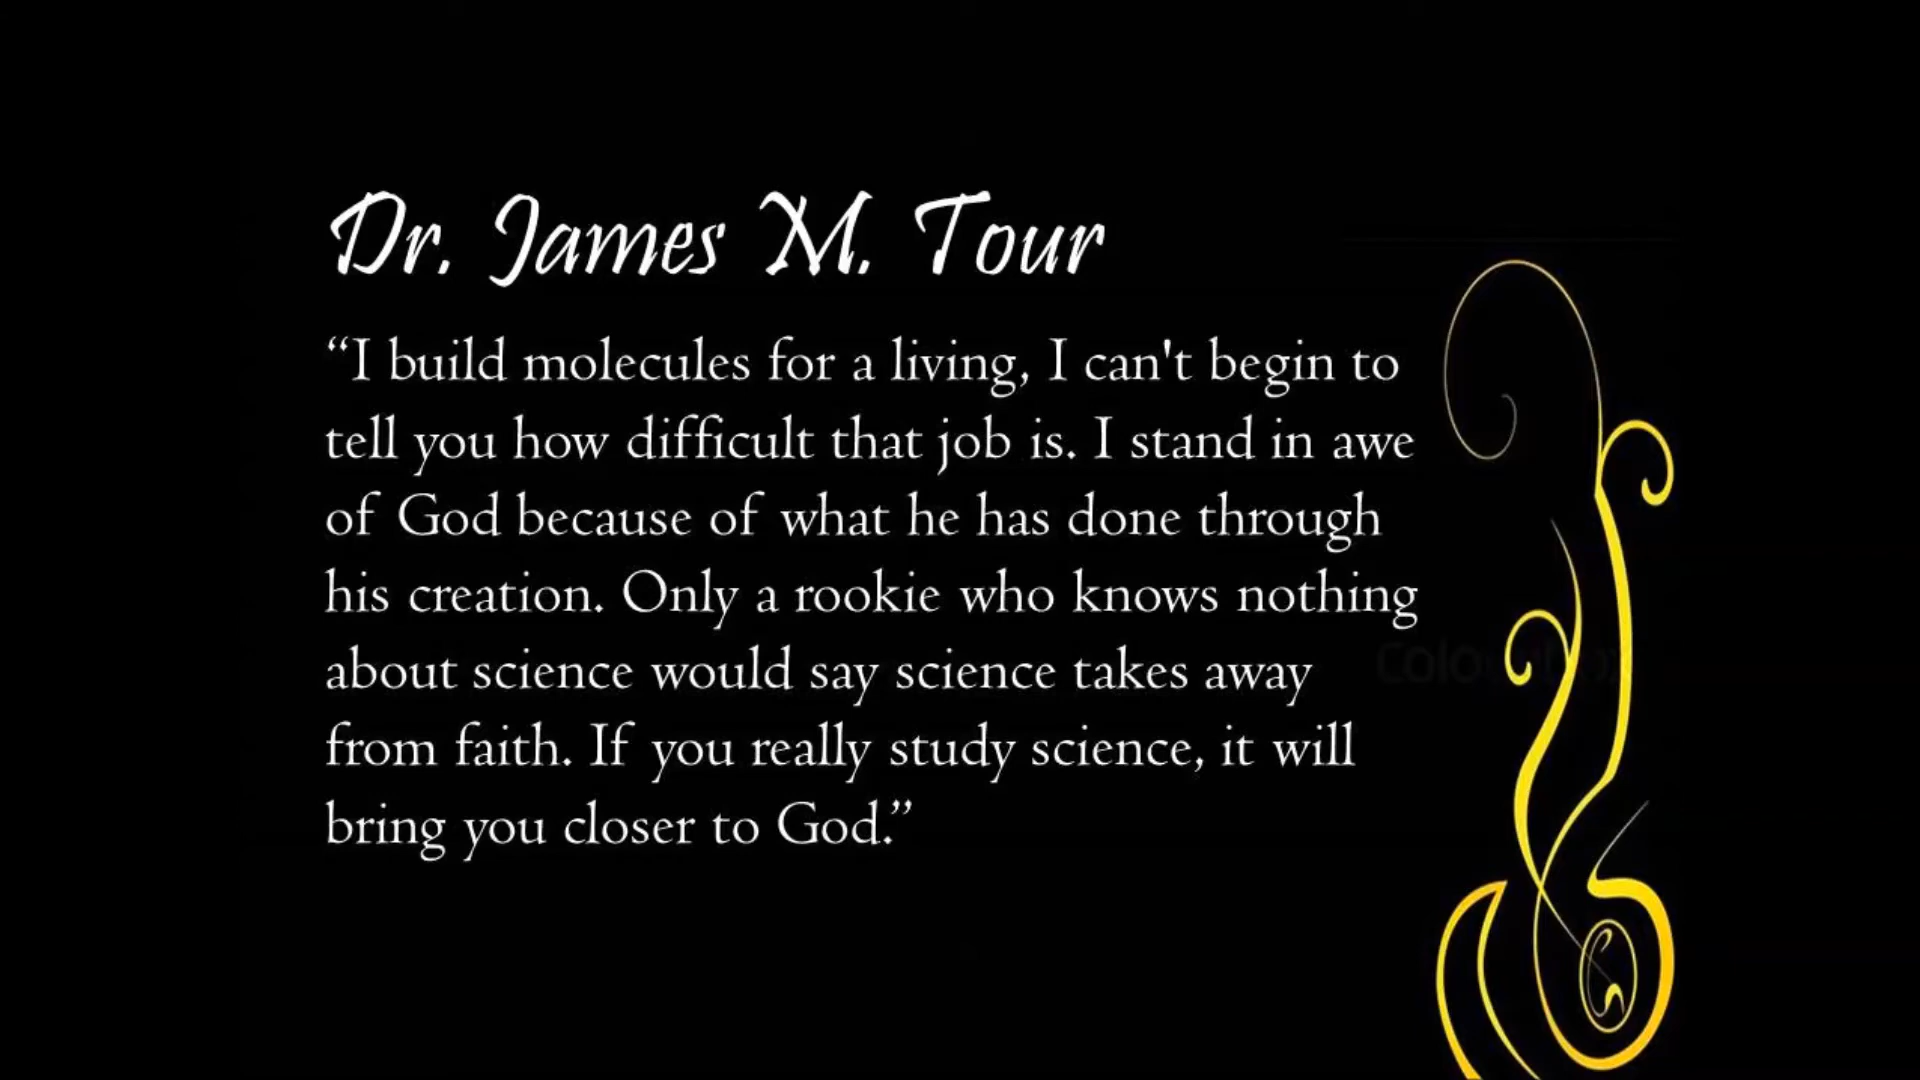 Dr. James M. Tour
“I build molecules for a living, I can't begin to
tell you how difficult that job is. I stand in awe
of God because of what he has done through
his creation. Only a rookie who knows nothing
about science would say science takes away
from faith. If you really study science, it will
bring you closer to God.”